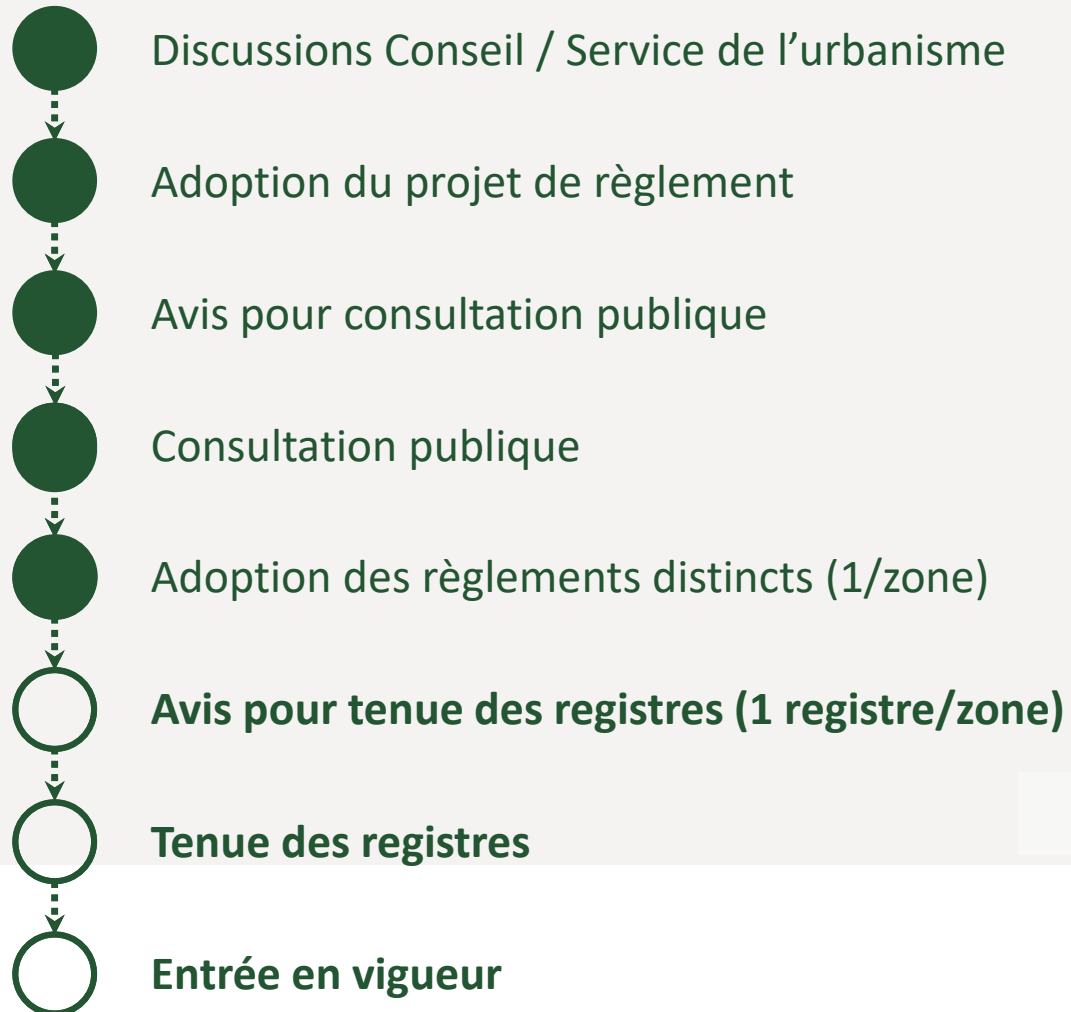 Discussions Conseil / Service de l’urbanisme
Adoption du projet de règlement
Avis pour consultation publique
Consultation publique
Adoption des règlements distincts (1/zone)
Avis pour tenue des registres (1 registre/zone)
Tenue des registres
Entrée en vigueur